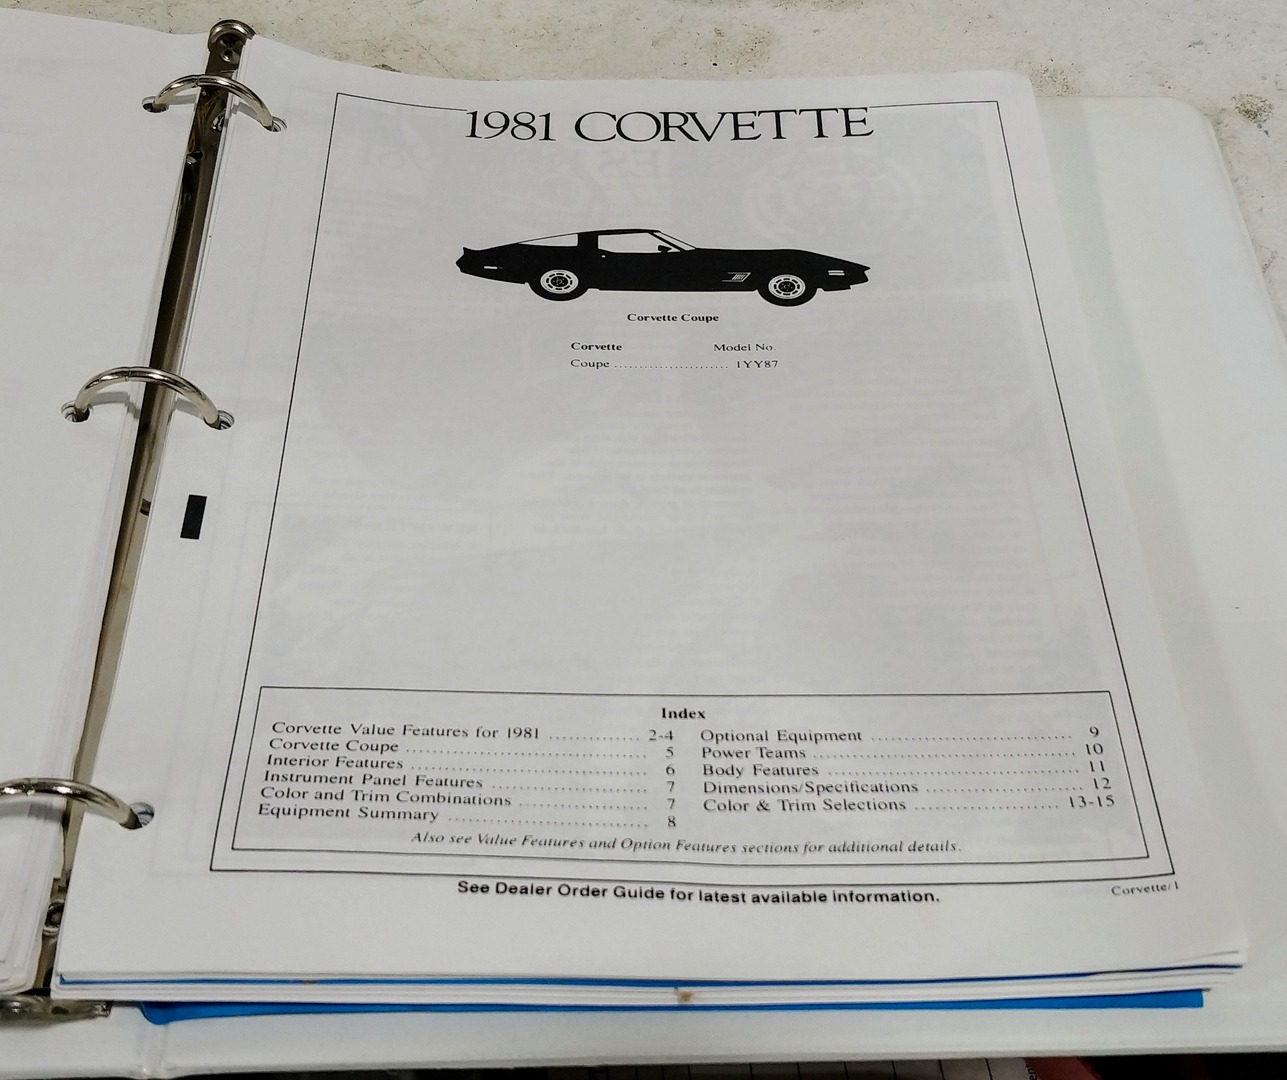 1981 CORVETTE
Corvette Coupe
Corvette Model No.
Coupe ....................... 1YY87
Index
Corvette Value Features for 1981 ............. 2-4
Corvette Coupe ................................. 5
Interior Features ................................ 6
Instrument Panel Features ..................... 7
Color and Trim Combinations ................. 7
Equipment Summary .......................... 8
Optional Equipment ............................... 9
Power Teams ....................................... 10
Body Features ..................................... 11
Dimensions/Specifications ...................... 12
Color & Trim Selections ..................... 13-15
Also see Value Features and Option Features sections for additional details.
See Dealer Order Guide for latest available information.
Corvette/1